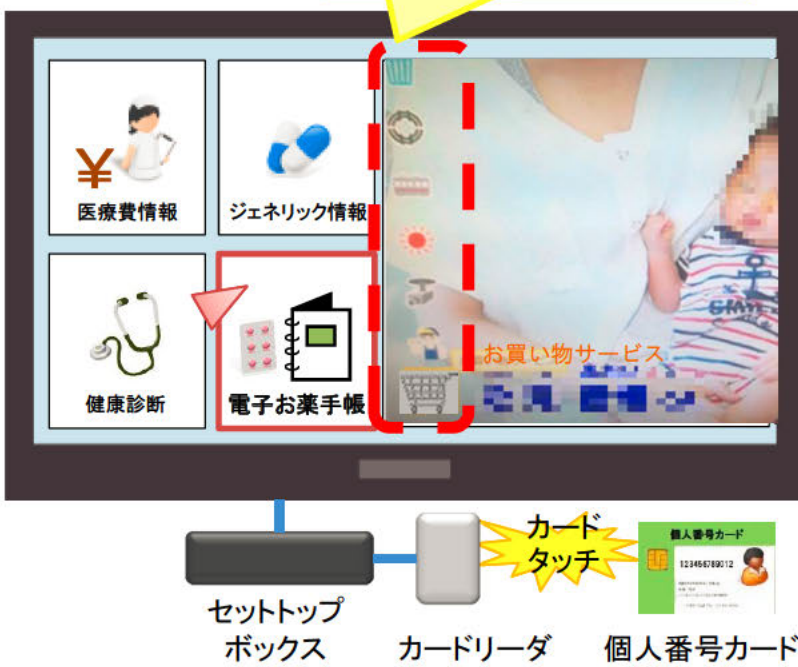 ¥
医療費情報
ジェネリック情報
健康診断
電子お薬手帳
お買い物サービス
カード
タッチ
個人番号カード
123456789012
セットトップ
ボックス
カードリーダ
個人番号カード